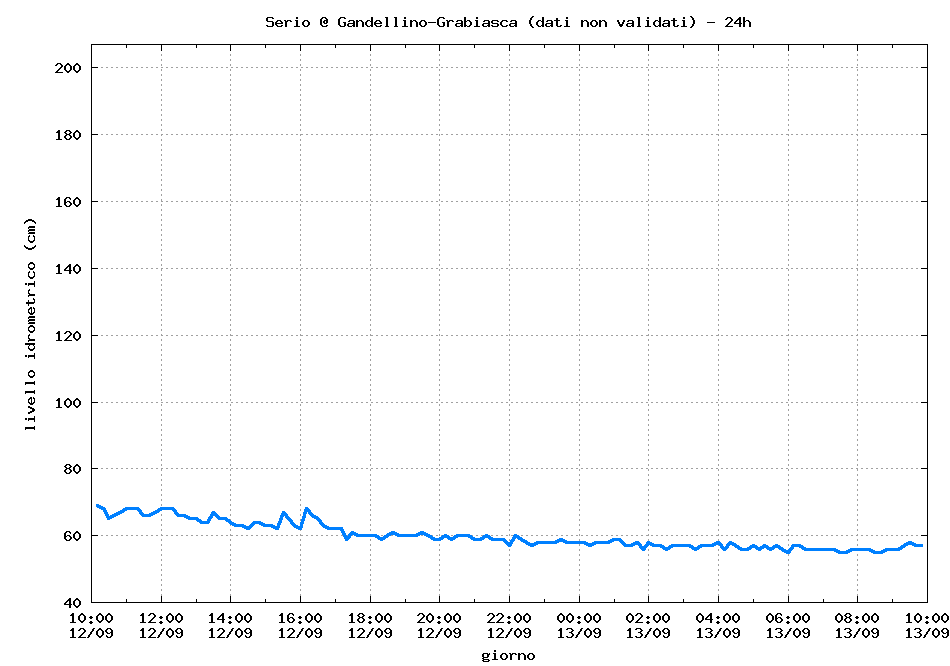 Serio @ Gandellino-Grabiasca (dati non validati) - 24h
200
180
160
140
120
100
80
60
40
livello idrometrico (cm)
10:00 12:00 14:00 16:00 18:00 20:00 22:00 00:00 02:00 04:00 06:00 08:00 10:00
12/09 12/09 12/09 12/09 12/09 12/09 12/09 13/09 13/09 13/09 13/09 13/09 13/09
giorno